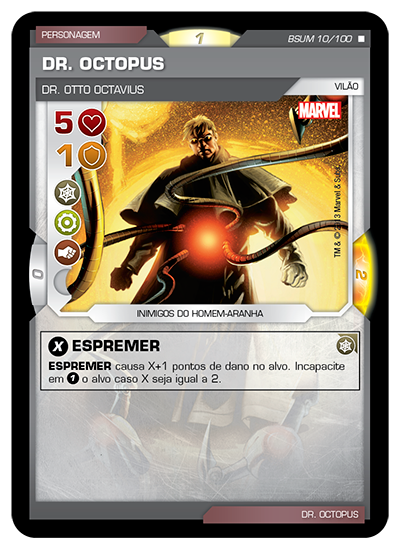 PERSONAGEM
1
BSUM 10/100
DR. OCTOPUS
DR. OTTO OCTAVIUS
VILÃO
5
MARVEL
1
TM & © 2013 Marvel & Subs.
0
2
INIMIGOS DO HOMEM-ARANHA
X ESPREMER
ESPREMER causa X+1 pontos de dano no alvo. Incapacite
em 1 o alvo caso X seja igual a 2.
DR. OCTOPUS